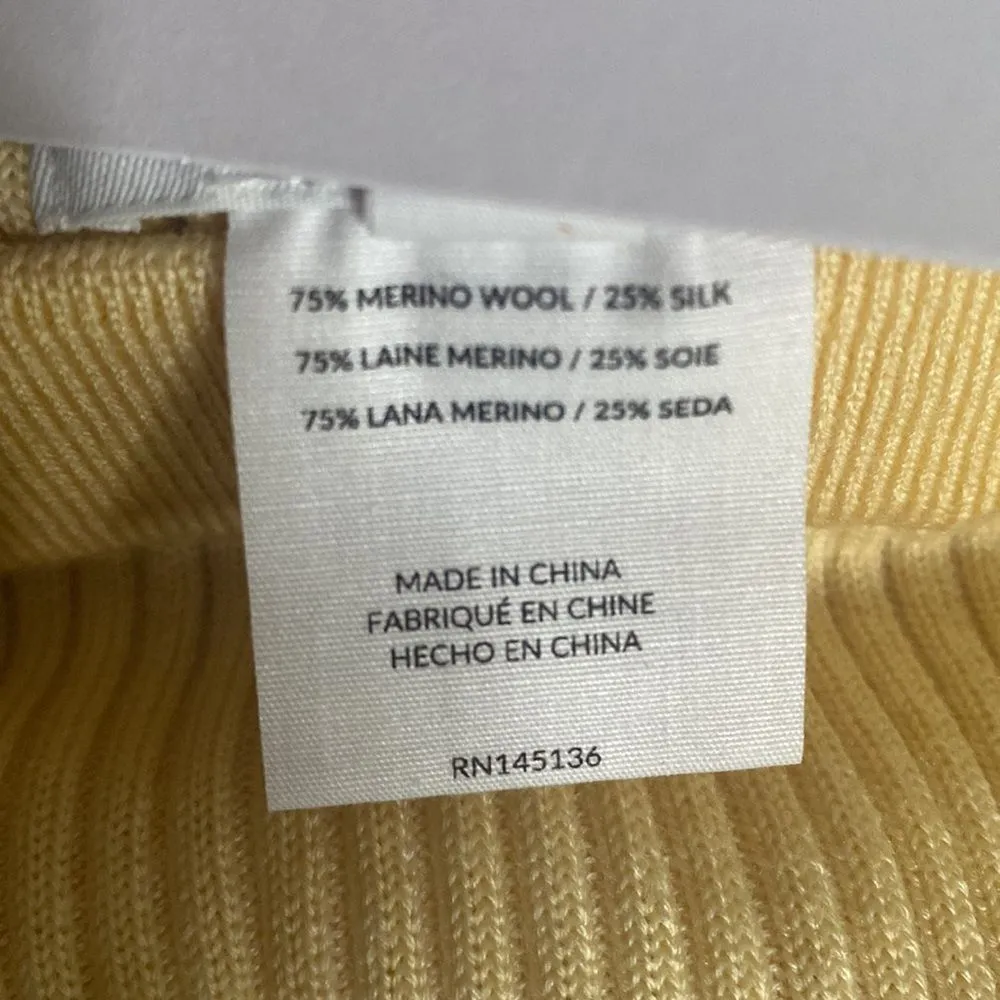 75% MERINO WOOL / 25% SILK
75% LAINE MERINO / 25% SOIE
75% LANA MERINO / 25% SEDA
MADE IN CHINA
FABRIQUÉ EN CHINE
HECHO EN CHINA
RN145136